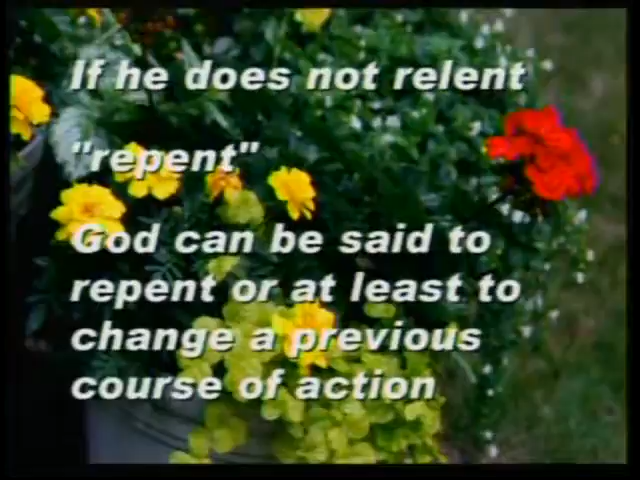 If he does not relent
"repent"
God can be said to
repent or at least to
change a previous
course of action